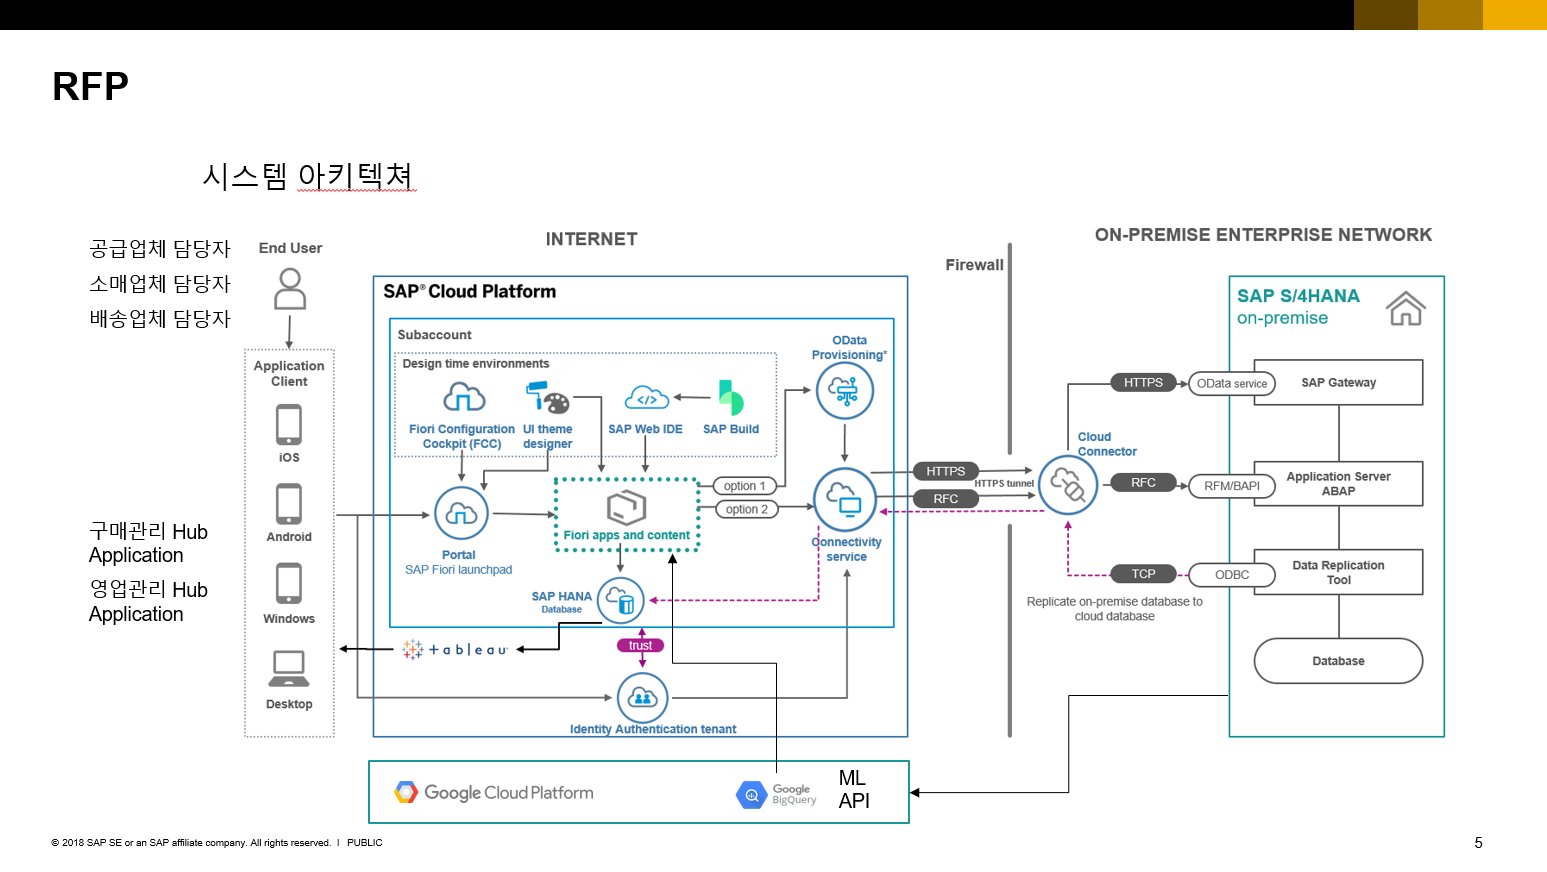 RFP
시스템 아키텍쳐
공급업체 담당자
소매업체 담당자
배송업체 담당자
구매관리 Hub
Application
영업관리 Hub
Application
End User
Application
Client
iOS
Android
Windows
Desktop
INTERNET
SAP® Cloud Platform
Subaccount
Design time environments
Fiori Configuration
Cockpit (FCC)
UI theme
designer
SAP Web IDE
SAP Build
OData
Provisioning*
Portal
SAP Fiori launchpad
Fiori apps and content
option 1
option 2
Connectivity
service
SAP HANA
Database
+ableau
trust
Identity Authentication tenant
Google Cloud Platform
Google
BigQuery
ML
API
Firewall
HTTPS
HTTPS tunnel
RFC
ON-PREMISE ENTERPRISE NETWORK
Cloud
Connector
HTTPS
RFC
TCP
Replicate on-premise database to
cloud database
SAP S/4HANA
on-premise
OData service
SAP Gateway
RFM/BAPI
Application Server
ABAP
ODBC
Data Replication
Tool
Database
© 2018 SAP SE or an SAP affiliate company. All rights reserved. I PUBLIC
5